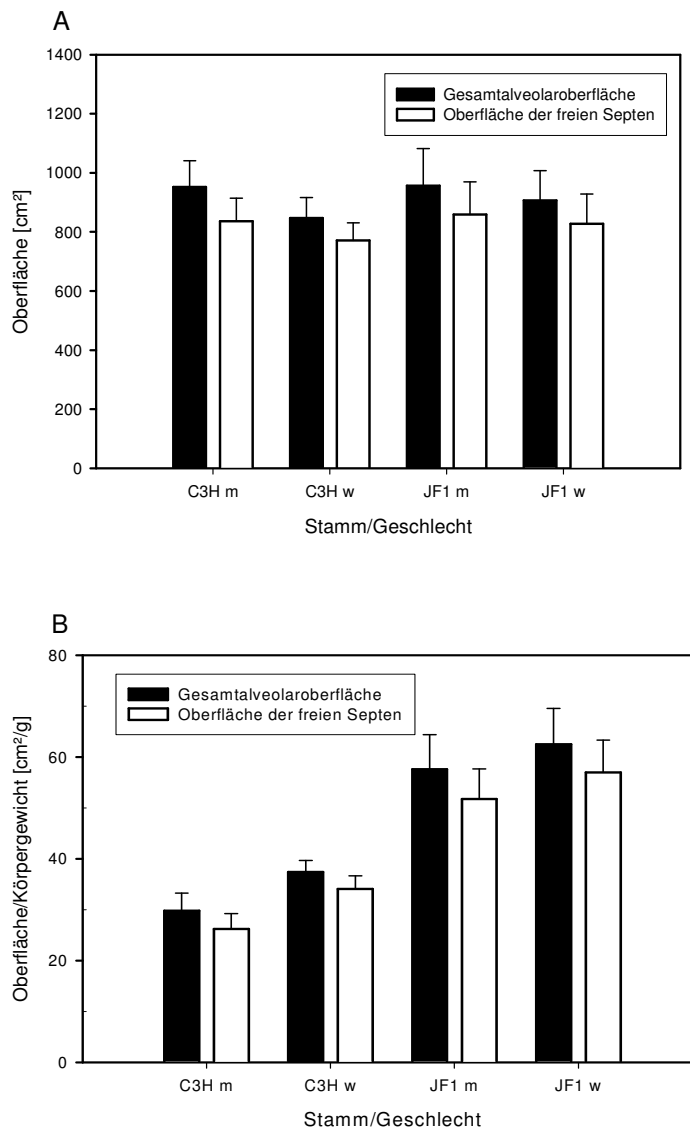 A
1400
1200
1000
800
600
400
200
0
Oberfläche [cm²]
Gesamtalveolaroberfläche
Oberfläche der freien Septen
C3H m C3H w JF1 m JF1 w
Stamm/Geschlecht
B
80
60
40
20
0
Oberfläche/Körpergewicht [cm²/g]
Gesamtalveolaroberfläche
Oberfläche der freien Septen
C3H m C3H w JF1 m JF1 w
Stamm/Geschlecht